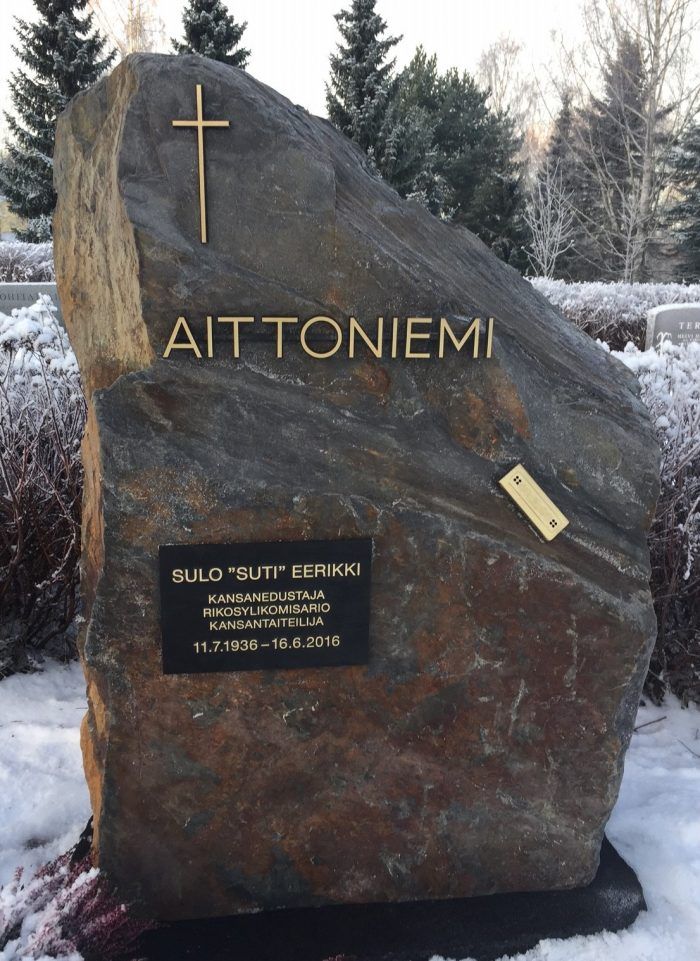 AITTONIEMI
SULO ”SUTI” EERIKKI
KANSANEDUSTAJA
RIKOSYLIKOMISARIO
KANSANTAITEILIJA
11.7.1936 – 16.6.2016